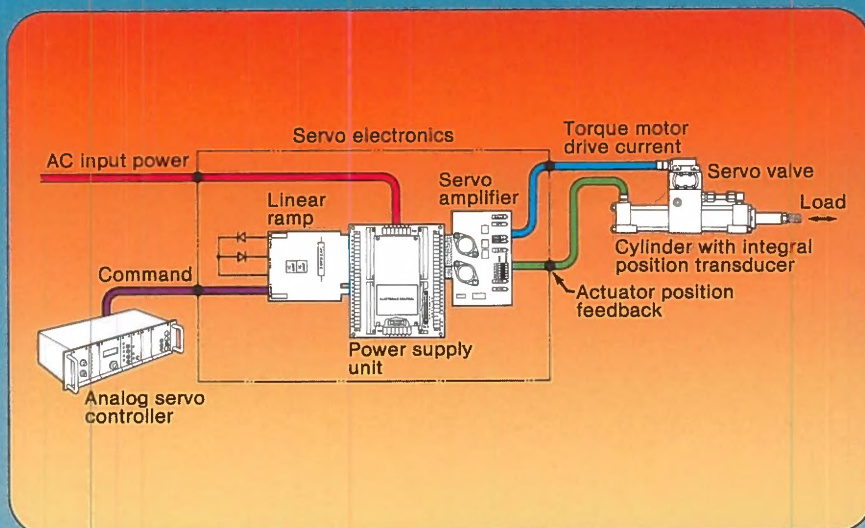 Servo electronics
AC input power
Torque motor
drive current
Servo valve
Linear
ramp
Servo
amplifier
Load
Command
Cylinder with integral
position transducer
Actuator position
feedback
Power supply
unit
Analog servo
controller